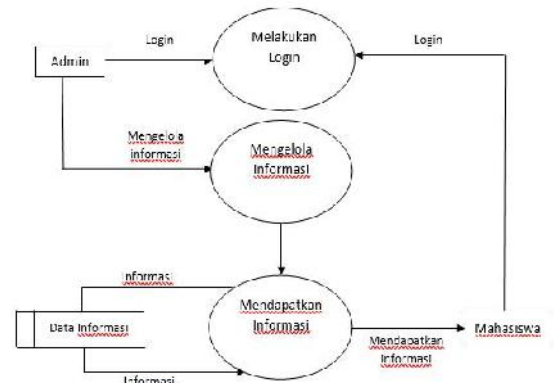 Login
Melakukan
Login
Login
Admin
Mengelola
informasi
Mengelola
Informasi
Informasi
Mendapatkan
Informasi
Data Informasi
Mendapatkan
Informasi
Mahasiswa
Informasi